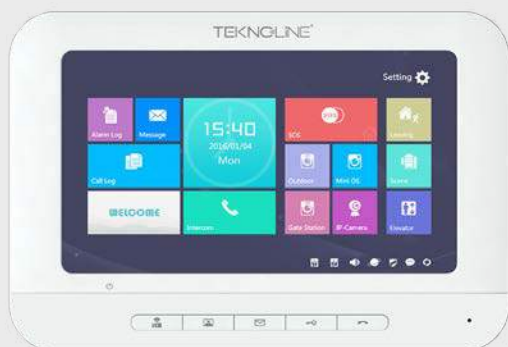 TEKNOLINE
Setting
Alarm Log
Message
15:40
2016/01/04
Mon
SOS
Leaving
Call Log
Outdoor
Mini OS
Scene
WELCOME
Intercom
Gate Station
IP-Camera
Elevator